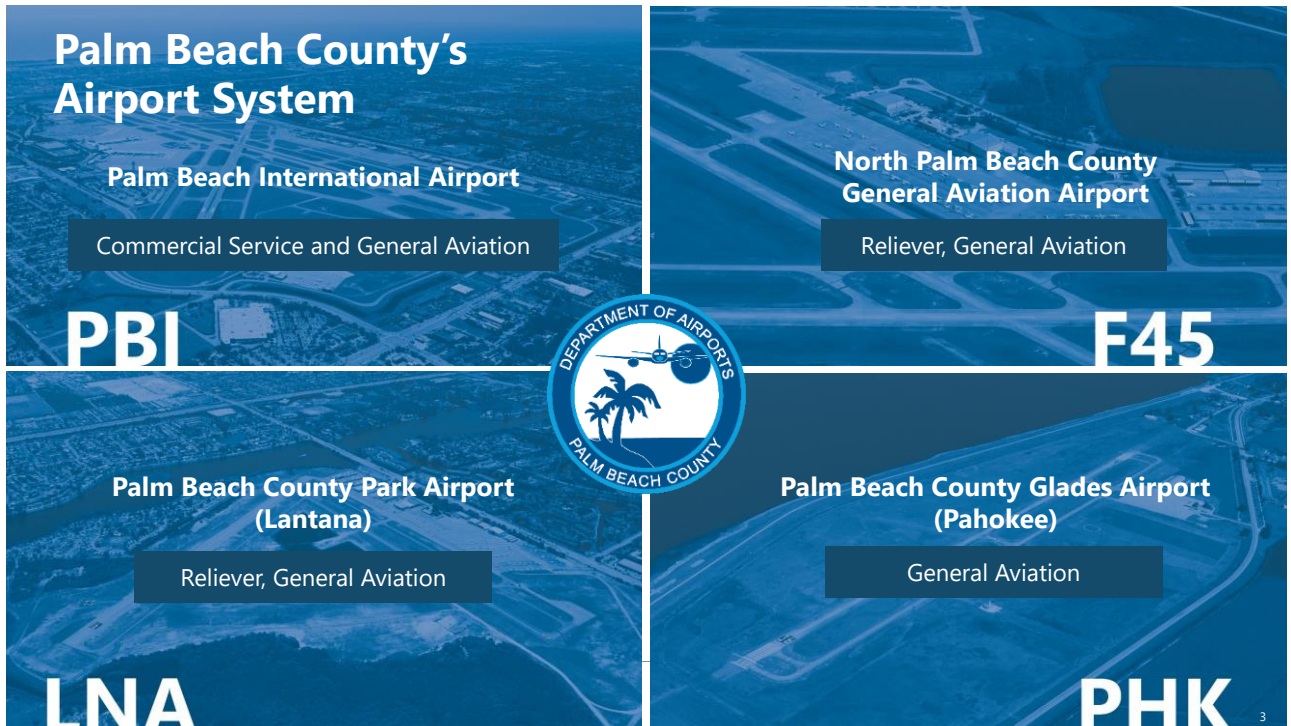 Palm Beach County’s
Airport System
Palm Beach International Airport
Commercial Service and General Aviation
PBI
North Palm Beach County
General Aviation Airport
Reliever, General Aviation
F45
DEPARTMENT OF AIRPORTS
PALM BEACH COUNTY
Palm Beach County Park Airport
(Lantana)
Reliever, General Aviation
LNA
Palm Beach County Glades Airport
(Pahokee)
General Aviation
PHK
3